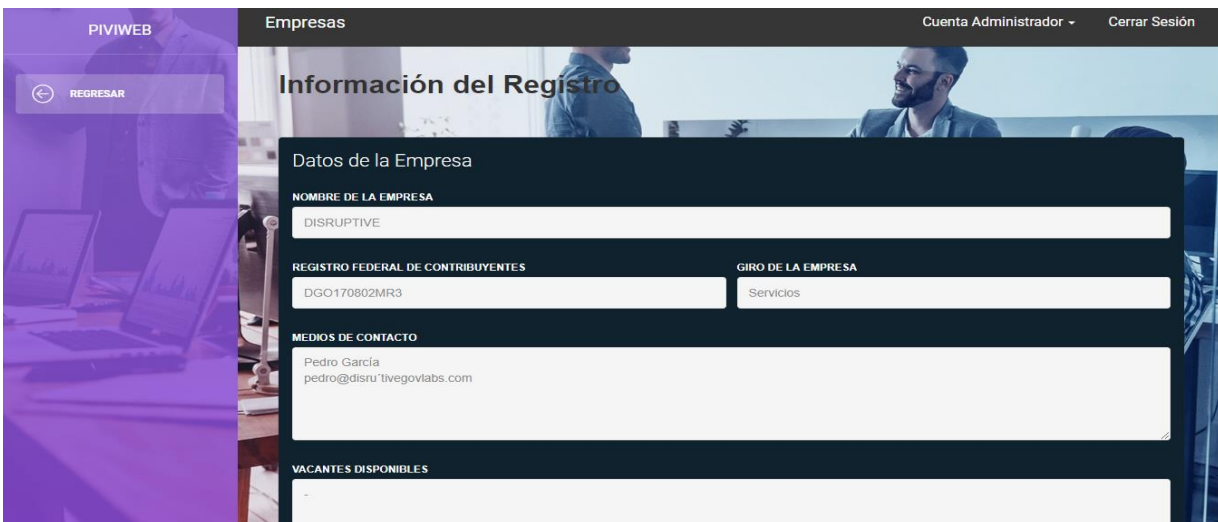 PIVIWEB
Empresas
Cuenta Administrador
Cerrar Sesión
REGRESAR
Información del Registro
Datos de la Empresa
NOMBRE DE LA EMPRESA
DISRUPTIVE
REGISTRO FEDERAL DE CONTRIBUYENTES
GIRO DE LA EMPRESA
DGO170802MR3
Servicios
MEDIOS DE CONTACTO
Pedro García
pedro@disru´tivegovlabs.com
VACANTES DISPONIBLES
-